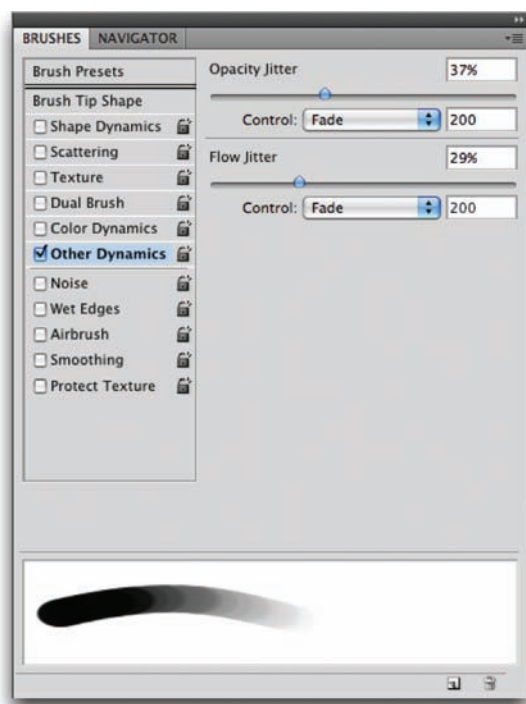 BRUSHES NAVIGATOR
Brush Presets
Brush Tip Shape
Shape Dynamics
Scattering
Texture
Dual Brush
Color Dynamics
Other Dynamics
Noise
Wet Edges
Airbrush
Smoothing
Protect Texture
Opacity Jitter 37%
Control: Fade 200
Flow Jitter 29%
Control: Fade 200